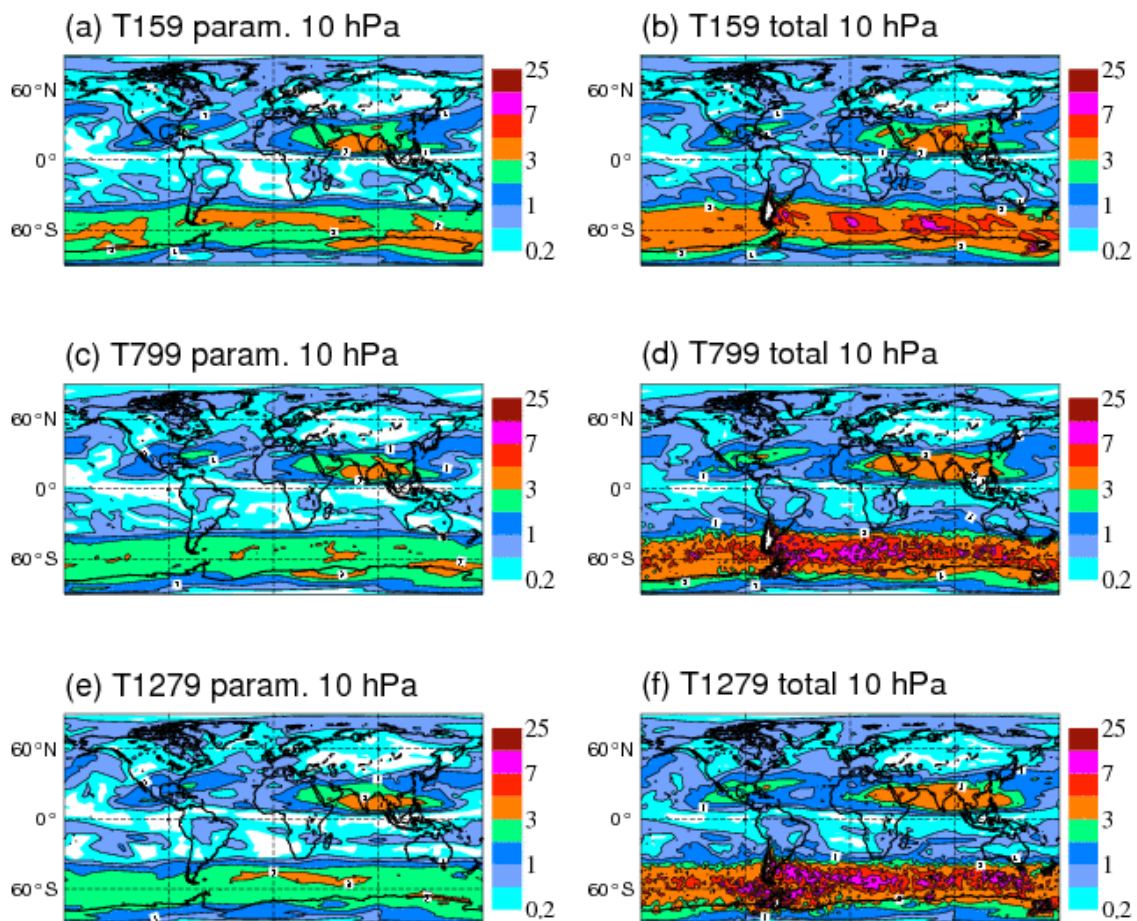 (a) T159 param. 10 hPa
(b) T159 total 10 hPa
60°N
0°
60°S
25
7
3
1
0.2
60°N
0°
60°S
25
7
3
1
0.2
(c) T799 param. 10 hPa
(d) T799 total 10 hPa
60°N
0°
60°S
25
7
3
1
0.2
60°N
0°
60°S
25
7
3
1
0.2
(e) T1279 param. 10 hPa
(f) T1279 total 10 hPa
60°N
0°
60°S
25
7
3
1
0.2
60°N
0°
60°S
25
7
3
1
0.2